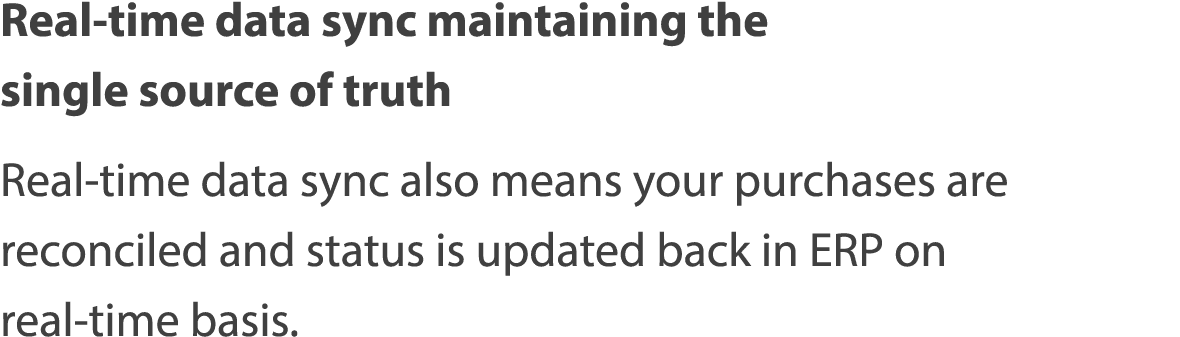 Real-time data sync maintaining the
single source of truth
Real-time data sync also means your purchases are
reconciled and status is updated back in ERP on
real-time basis.